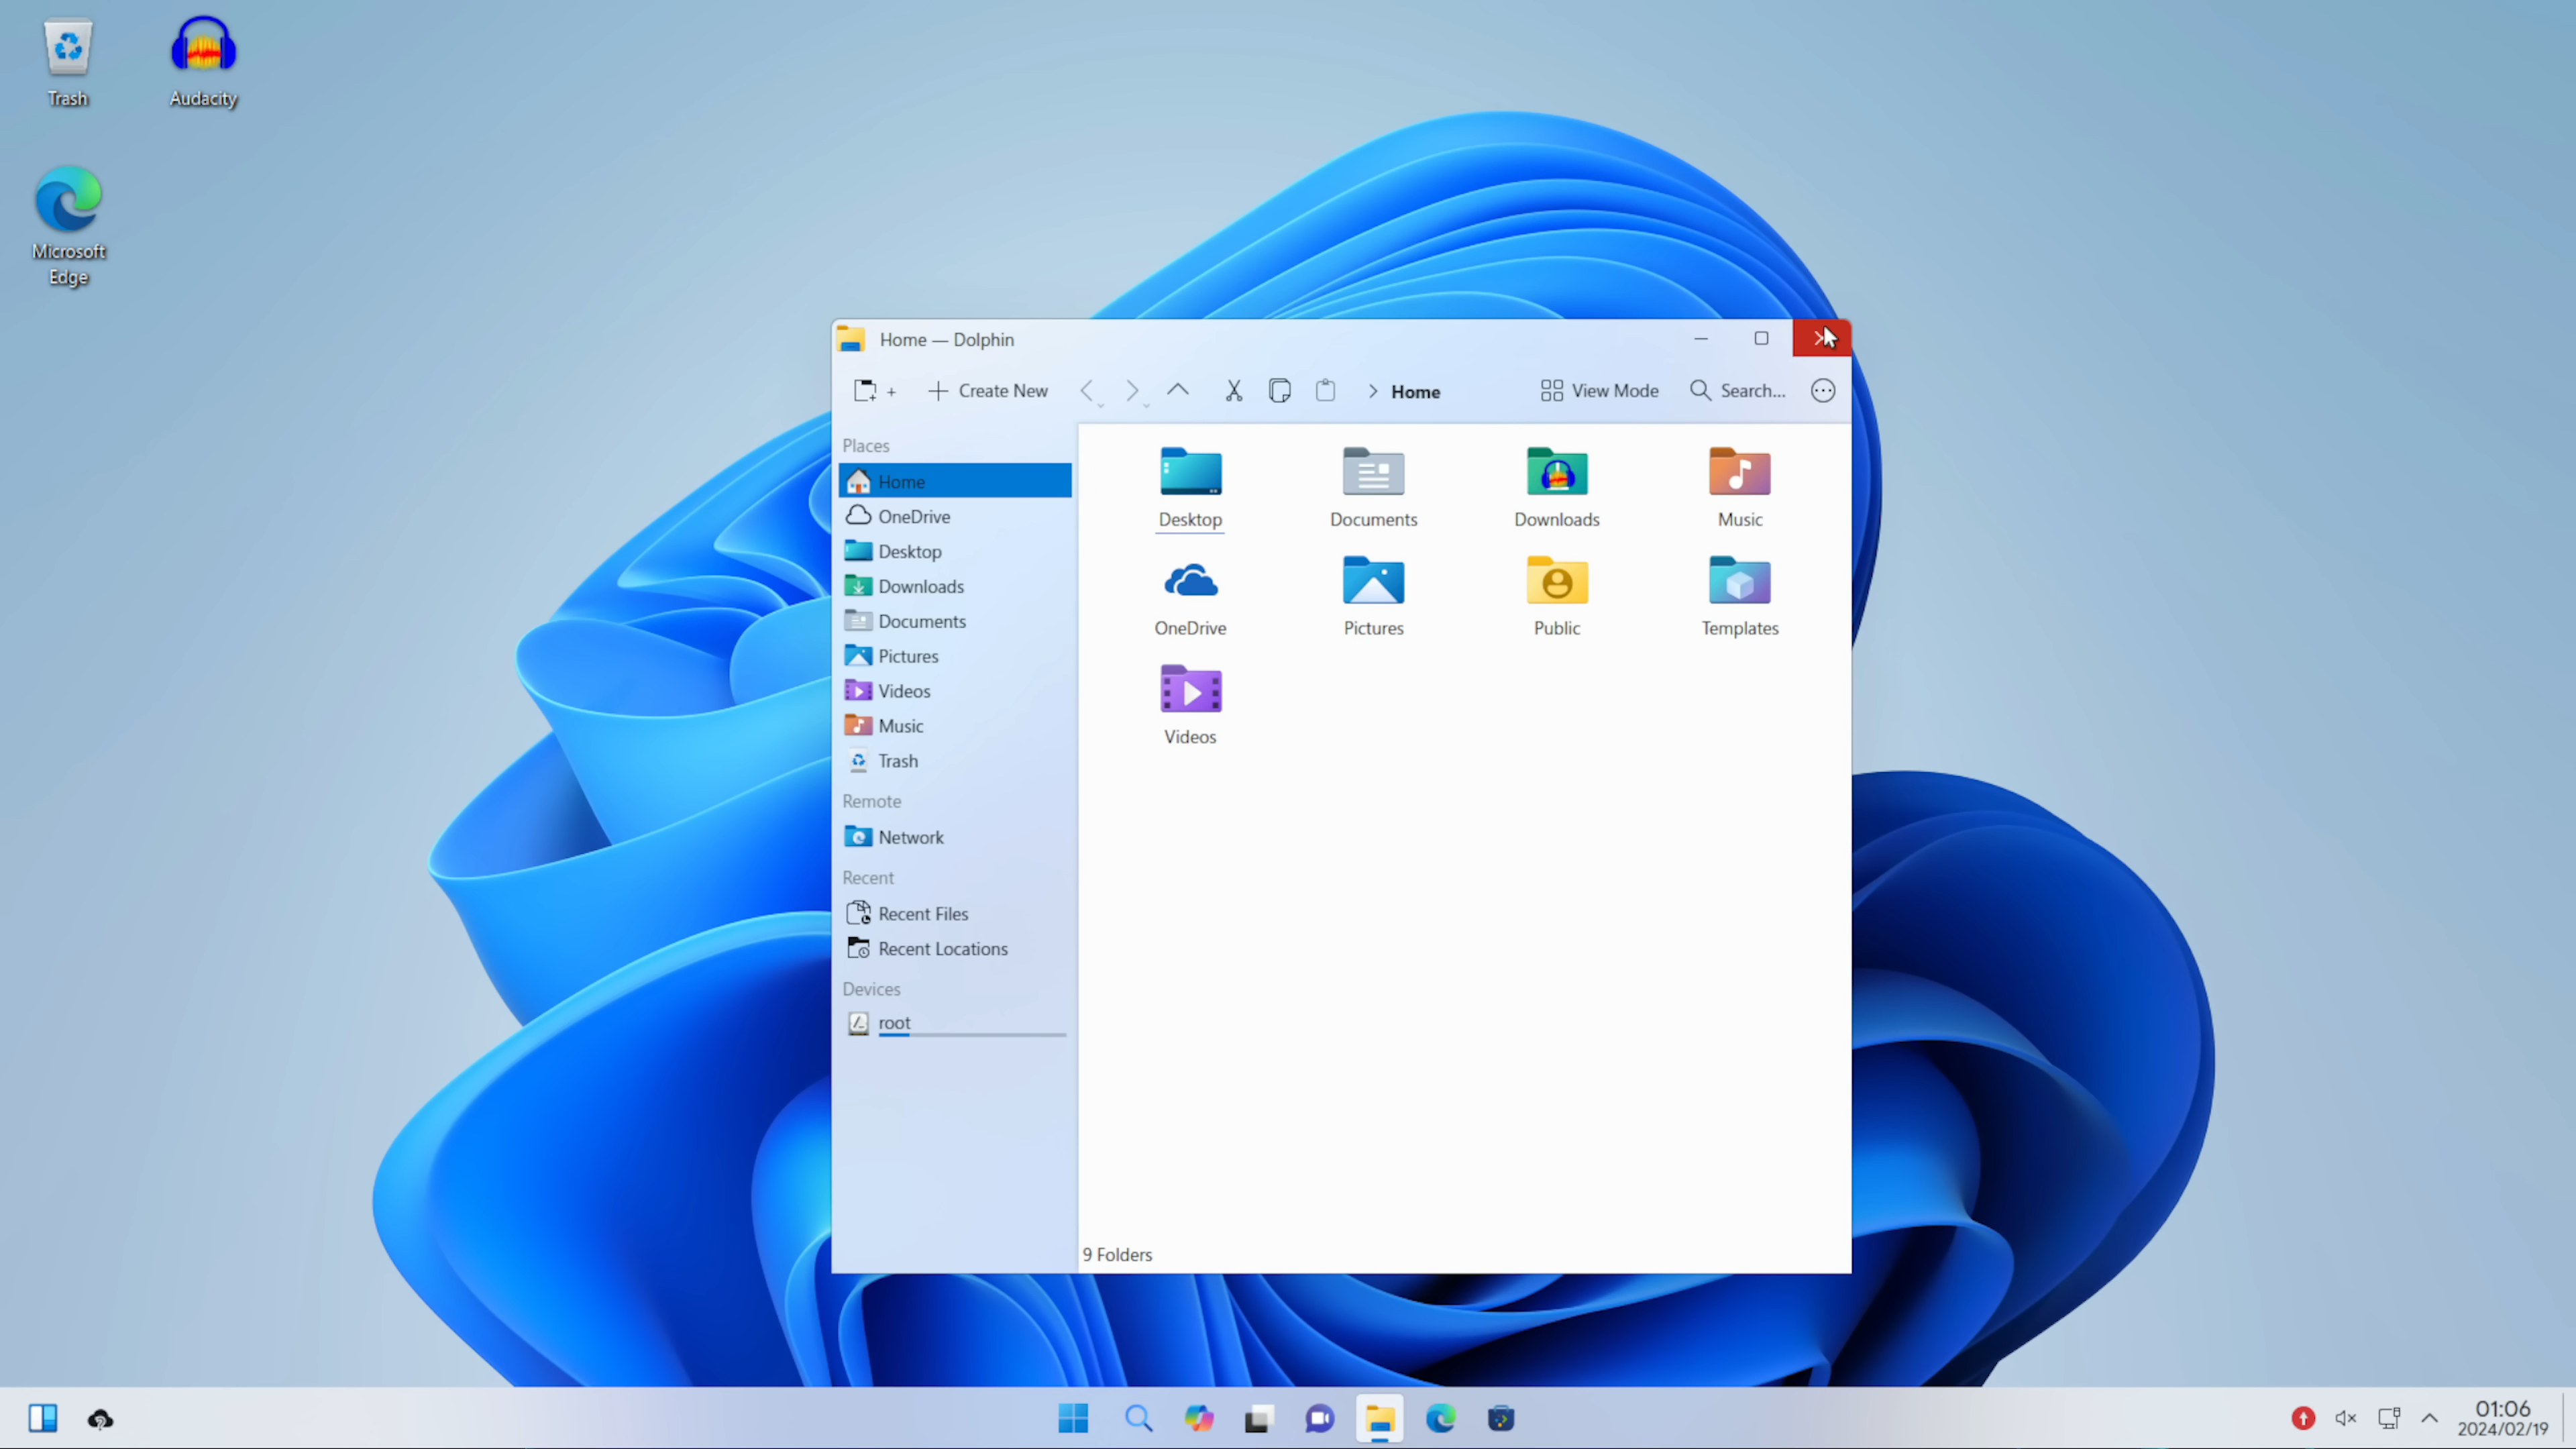 Trash
Audacity
Microsoft
Edge
Home — Dolphin
Create New
Home
View Mode
Search...
Places
Home
OneDrive
Desktop
Downloads
Documents
Pictures
Videos
Music
Trash
Remote
Network
Recent
Recent Files
Recent Locations
Devices
root
Desktop
Documents
Downloads
Music
OneDrive
Pictures
Public
Templates
Videos
9 Folders
01:06
2024/02/19